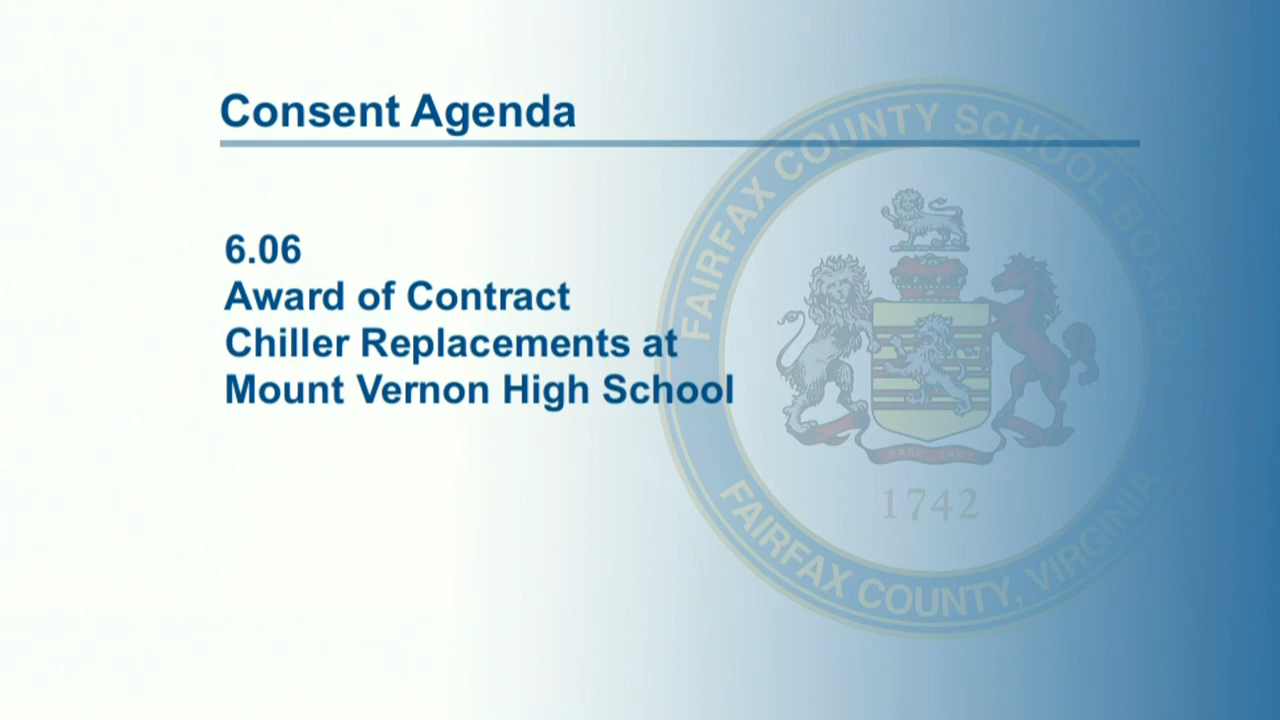 Consent Agenda
6.06
Award of Contract
Chiller Replacements at
Mount Vernon High School
FAIRFAX COUNTY SCHOOL BOARD
1742
FAIRFAX COUNTY, VIRGINIA